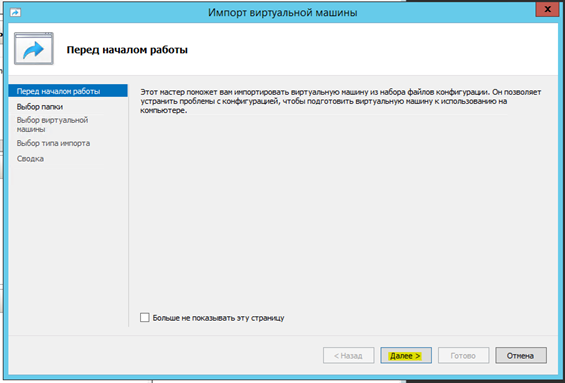 Импорт виртуальной машины
x
Перед началом работы
Перед началом работы
Выбор папки
Выбор виртуальной
машины
Выбор типа импорта
Сводка
Этот мастер поможет вам импортировать виртуальную машину из набора файлов конфигурации. Он позволяет
устранить проблемы с конфигурацией, чтобы подготовить виртуальную машину к использованию на
компьютере.
Больше не показывать эту страницу
< Назад
Далее >
Готово
Отмена